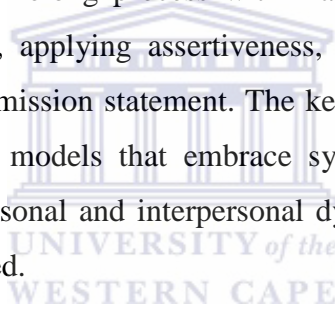 process
, applying assertiveness,
mission statement. The ke
models that embrace sy
sonal and interpersonal dy
UNIVERSITY of the
ed.
WESTERN CAPE